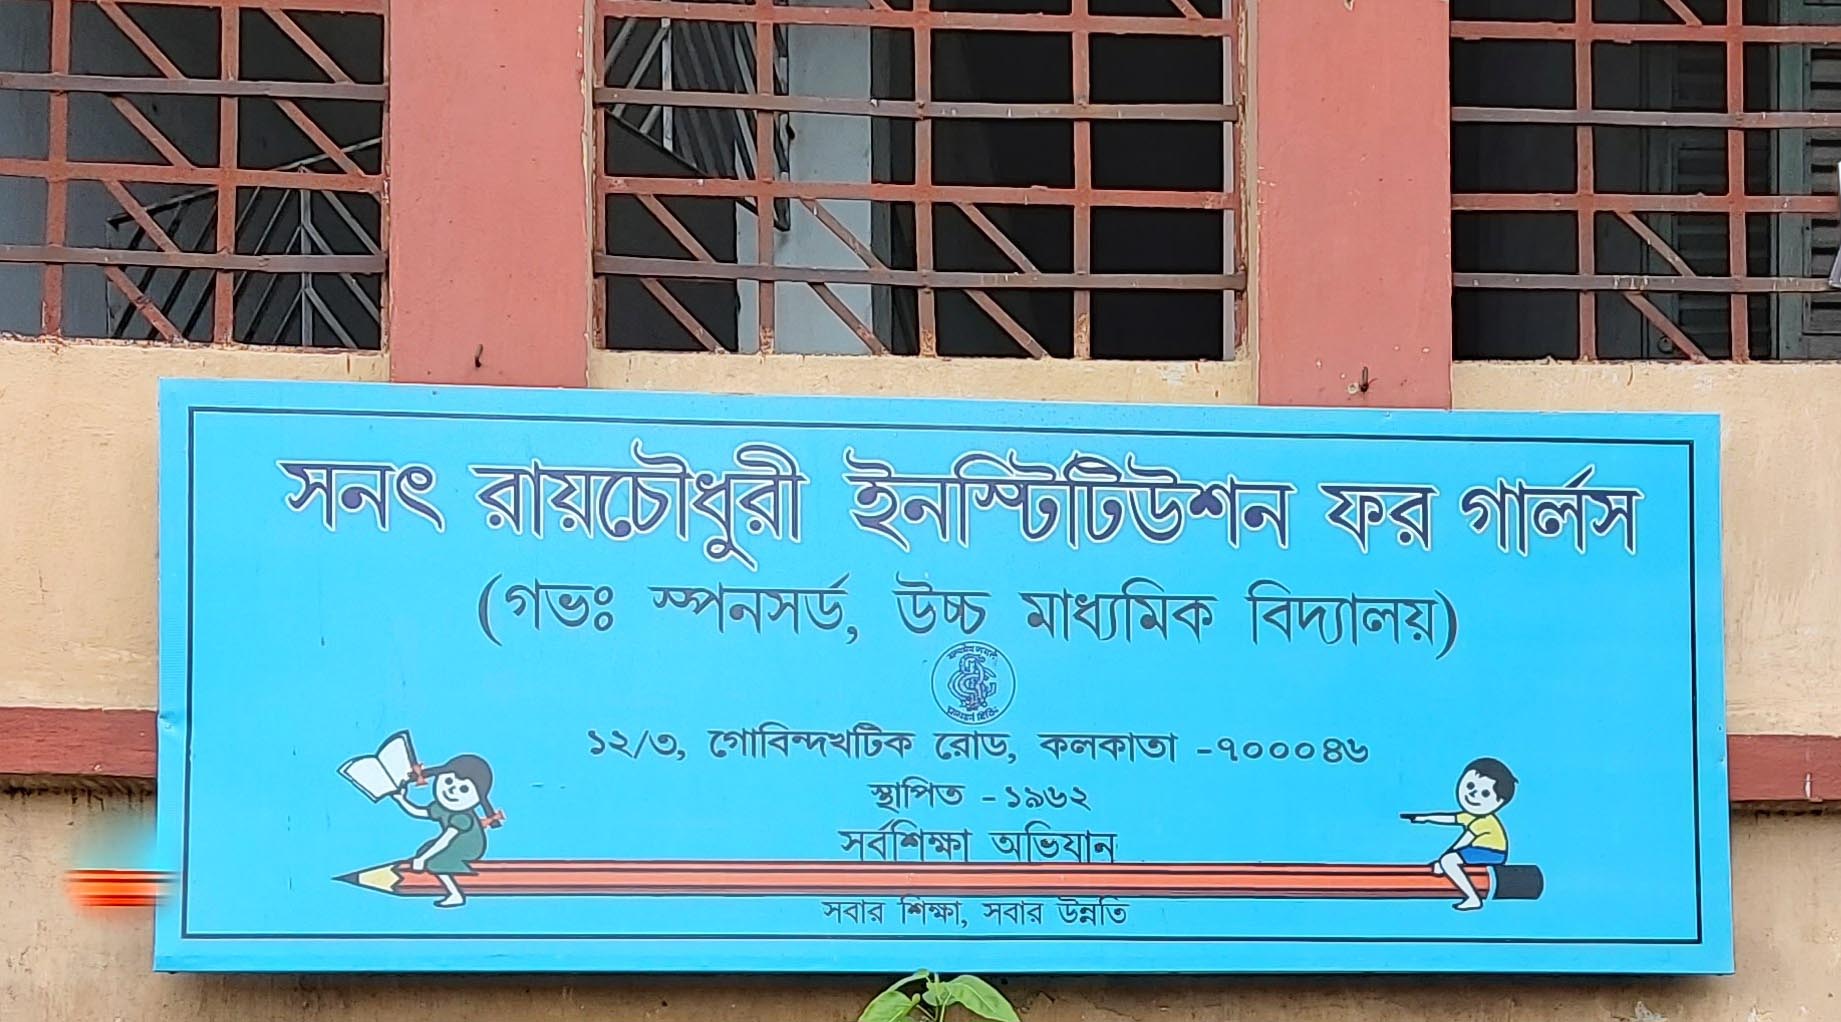 সনৎ রায়চৌধুরী ইনস্টিটিউশন ফর গার্লস
(গভঃ স্পনসর্ড, উচ্চ মাধ্যমিক বিদ্যালয়)
১২/৩, গোবিন্দখটিক রোড, কলকাতা -৭০০০৪৬
স্থাপিত - ১৯৬২
সর্বশিক্ষা অভিযান
সবার শিক্ষা, সবার উন্নতি